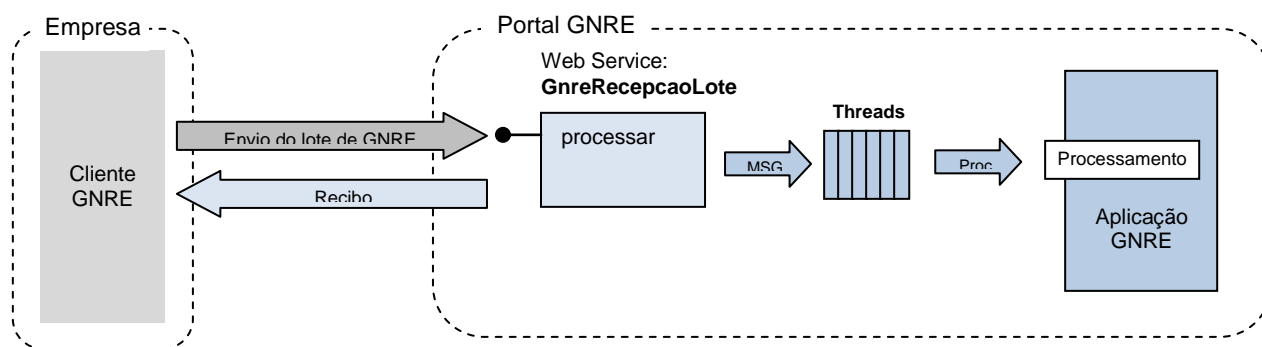 Empresa
Portal GNRE
Web Service:
GnreRecepcaoLote
Threads
Envio do lote de GNRE
processar
Processamento
Cliente
GNRE
MSG
Proc
Recibo
Aplicação
GNRE